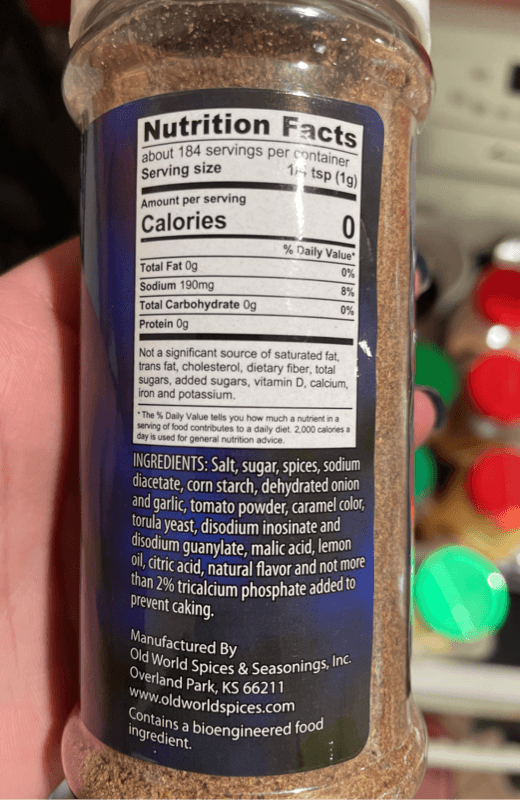 Nutrition Facts
about 184 servings per container
Serving size 1/4 tsp (1g)
Amount per serving
Calories 0
% Daily Value*
Total Fat 0g 0%
Sodium 190mg 8%
Total Carbohydrate 0g 0%
Protein 0g
Not a significant source of saturated fat,
trans fat, cholesterol, dietary fiber, total
sugars, added sugars, vitamin D, calcium,
iron and potassium.
*The % Daily Value tells you how much a nutrient in a
serving of food contributes to a daily diet. 2,000 calories a
day is used for general nutrition advice.
INGREDIENTS: Salt, sugar, spices, sodium
diacetate, corn starch, dehydrated onion
and garlic, tomato powder, caramel color,
torula yeast, disodium inosinate and
disodium guanylate, malic acid, lemon
oil, citric acid, natural flavor and not more
than 2% tricalcium phosphate added to
prevent caking.
Manufactured By
Old World Spices & Seasonings, Inc.
Overland Park, KS 66211
www.oldworldspices.com
Contains a bioengineered food
ingredient.